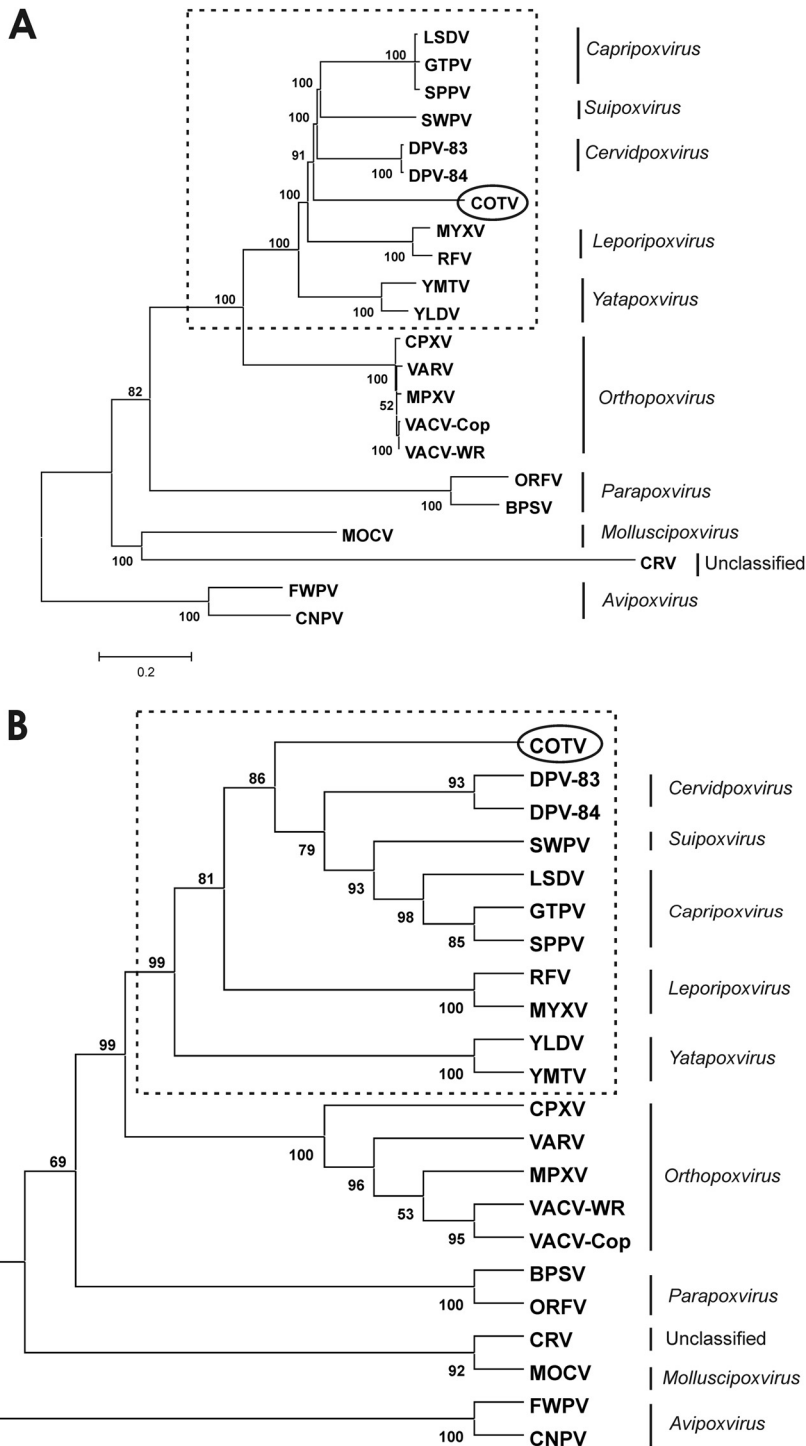 A
LSDV
100
GTPV
Capripoxvirus
100
SPPV
100
SWPV
Suipoxvirus
91
DPV-83
Cervidpoxvirus
100
DPV-84
100
COTV
MYXV
100
Leporipoxvirus
100
RFV
YMTV
100
Yatapoxvirus
100
YLDV
CPXV
100
VARV
82
MPXV
Orthopoxvirus
52
VACV-Cop
100
VACV-WR
ORFV
Parapoxvirus
100
BPSV
MOCV
Molluscipoxvirus
100
CRV
Unclassified
FWPV
Avipoxvirus
100
CNPV
0.2
B
COTV
86
93
DPV-83
Cervidpoxvirus
DPV-84
79
SWPV
Suipoxvirus
81
93
LSDV
98
GTPV
Capripoxvirus
85
SPPV
99
RFV
Leporipoxvirus
100
MYXV
99
YLDV
Yatapoxvirus
100
YMTV
CPXV
100
VARV
69
96
MPXV
Orthopoxvirus
53
VACV-WR
95
VACV-Cop
BPSV
Parapoxvirus
100
ORFV
CRV
Unclassified
92
MOCV
Molluscipoxvirus
FWPV
Avipoxvirus
100
CNPV